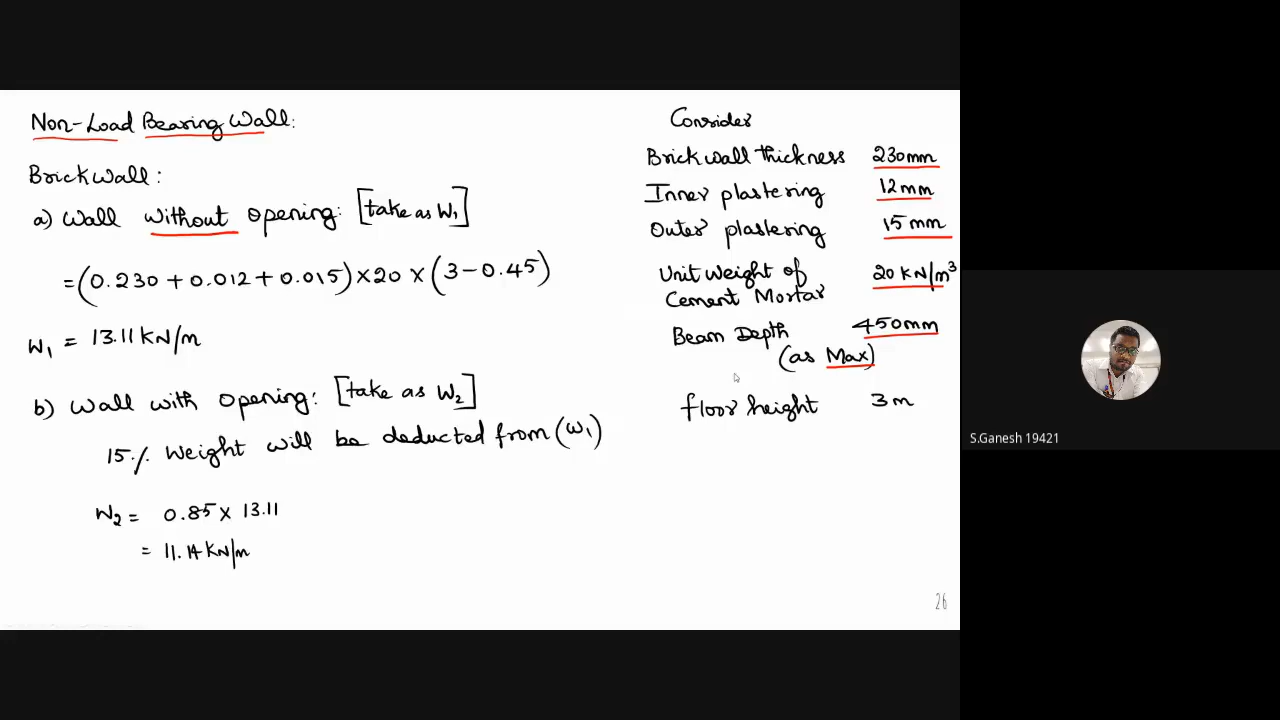 Non-Load Bearing Wall:
Brick Wall:
a) Wall without opening: [take as W₁]
= (0.230 + 0.012 + 0.015) × 20 × (3 - 0.45)
W₁ = 13.11 KN/m
b) Wall with opening: [take as W₂]
15% Weight will be deducted from (W₁)
W₂ = 0.85 × 13.11
= 11.14 KN/m
Consider
Brick wall thickness 230mm
Inner plastering 12mm
Outer plastering 15mm
Unit Weight of 20 KN/m³
Cement Mortar
Beam Depth 450mm
(as Max)
floor height 3m
26
S.Ganesh 19421